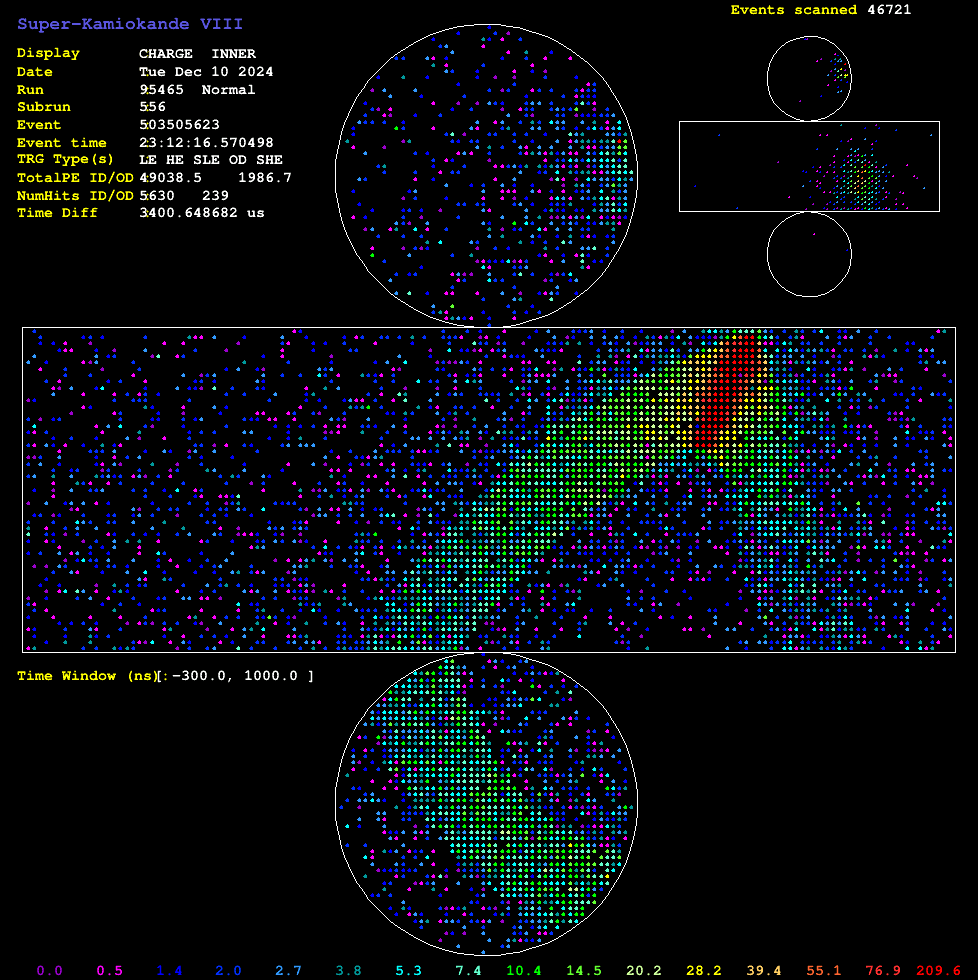 Super-Kamiokande VIII
Display CHARGE INNER
Date Tue Dec 10 2024
Run 95465 Normal
Subrun 556
Event 503505623
Event time 23:12:16.570498
TRG Type(s) LE HE SLE OD SHE
TotalPE ID/OD 49038.5 1986.7
NumHits ID/OD 5630 239
Time Diff 3400.648682 us
Events scanned 46721
Time Window (ns)[:-300.0, 1000.0 ]
0.0 0.5 1.4 2.0 2.7 3.8 5.3 7.4 10.4 14.5 20.2 28.2 39.4 55.1 76.9 209.6